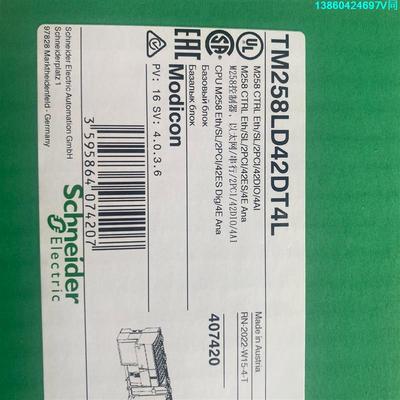 13860424697V同
TM258LD42DT4L
M258 CTRL Eth/SL/2PCI/42DIO/4AI
M258 CTRL Eth/SL/2PCI/42ES/4E Ana
M258控制器, 以太网/串行/2PCI/42DIO/4AI
CPU M258 Eth/SL/2PCI/42ES Dig/4E Ana
Базовый блок
Базалық блок
Modicon
PV: 16 SV: 4.0.3.6
UL
SA
EAC
3 595864 074207
407420
Made in Austria
RN-2022-W15-4-T
Schneider Electric Automation GmbH
Schneiderplatz 1
97828 Marktheidenfeld - Germany
Schneider
Electric